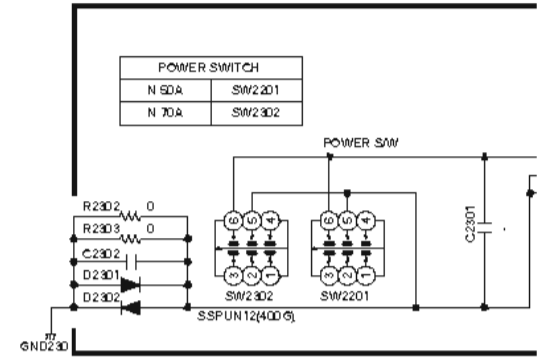 POWER SWITCH
N 50A SW2201
N 70A SW2302
POWER S/W
R2302 0
R2303 0
C2302
D2301
D2302
6 5 4
3 2 1
SW2302
6 5 4
3 2 1
SW2201
C2301
SSPUN12(400G)
GND230